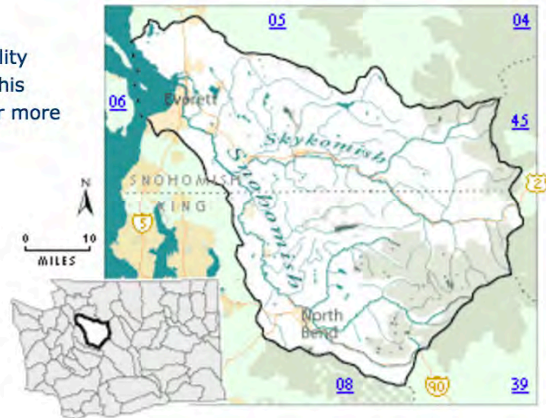 05
04
lity
his
r more
06
Everett
45
Skykomish
Snohomish
SNOHOMISH
KING
N
2
5
0 10
MILES
North
Bend
08
90
39